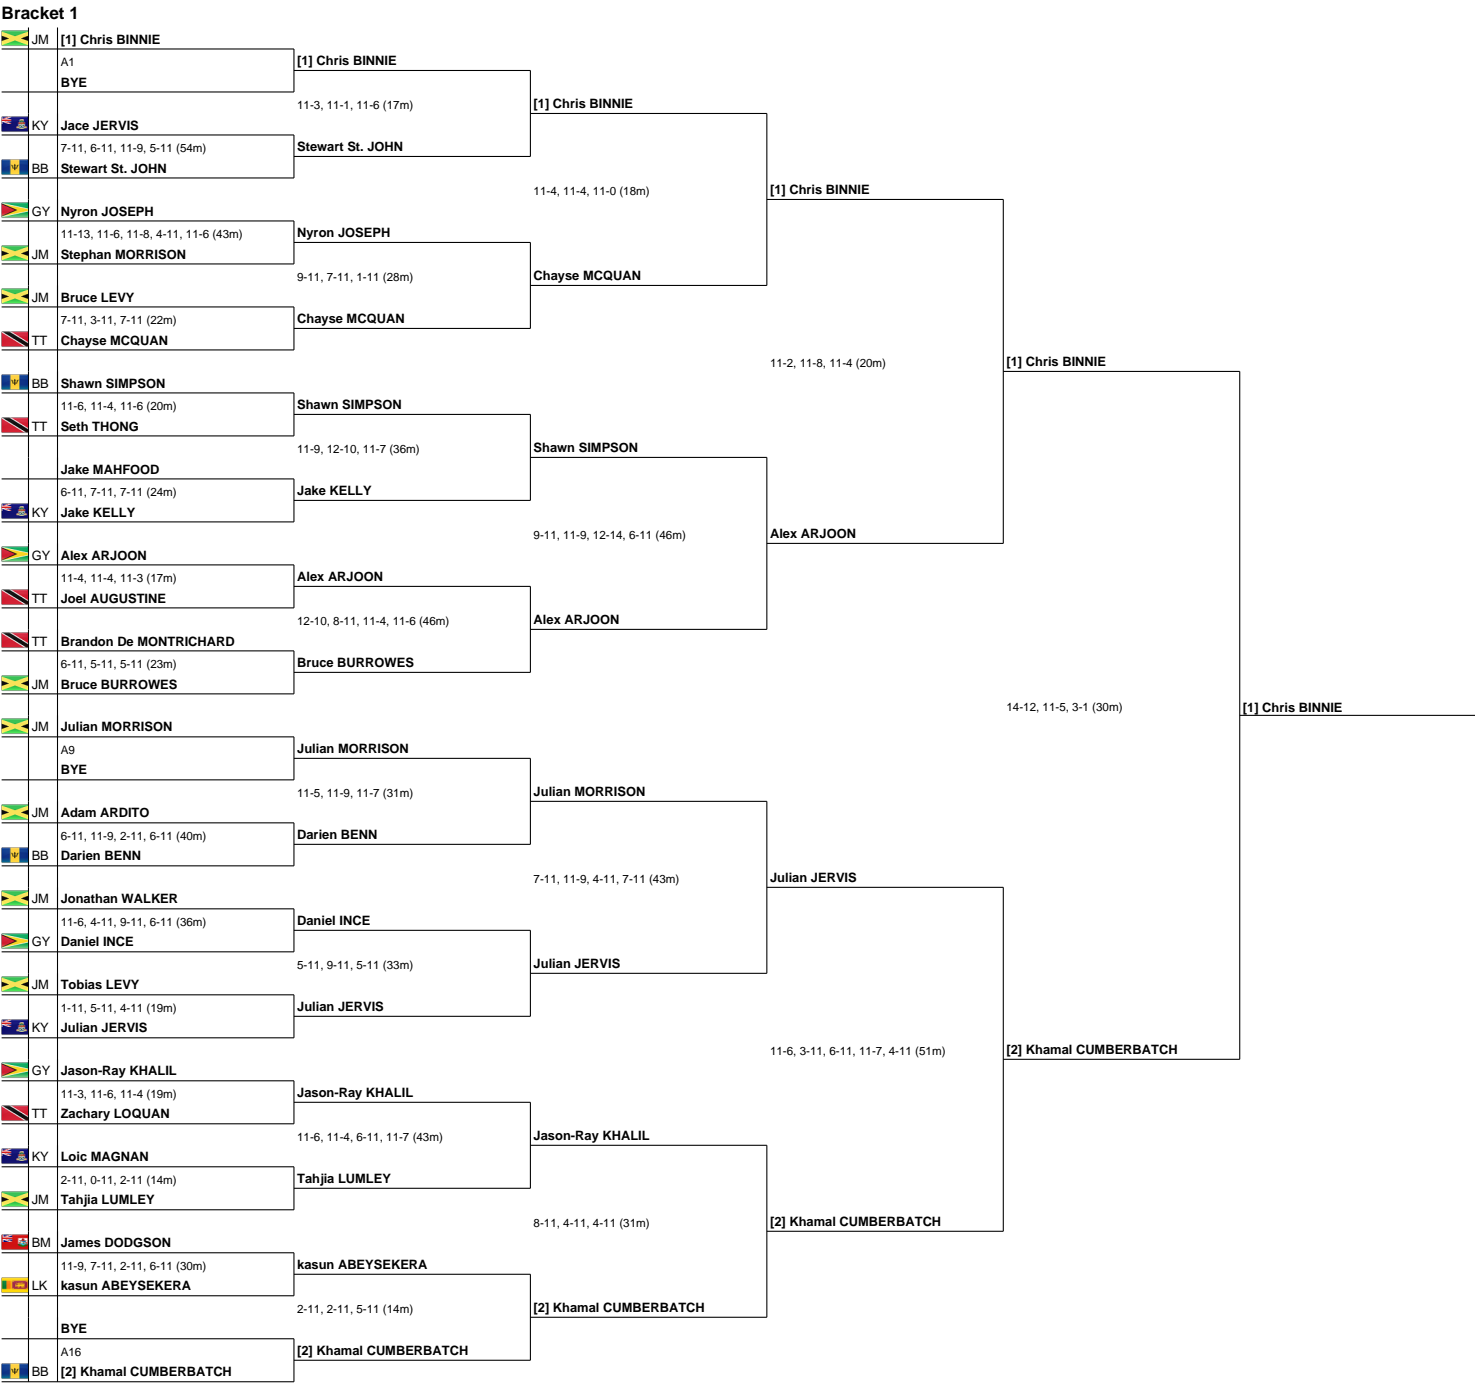 Bracket 1
JM [1] Chris BINNIE
A1
BYE
[1] Chris BINNIE
11-3, 11-1, 11-6 (17m)
[1] Chris BINNIE
KY Jace JERVIS
7-11, 6-11, 11-9, 5-11 (54m)
BB Stewart St. JOHN
Stewart St. JOHN
11-4, 11-4, 11-0 (18m)
[1] Chris BINNIE
GY Nyron JOSEPH
11-13, 11-6, 11-8, 4-11, 11-6 (43m)
JM Stephan MORRISON
Nyron JOSEPH
9-11, 7-11, 1-11 (28m)
Chayse MCQUAN
JM Bruce LEVY
7-11, 3-11, 7-11 (22m)
TT Chayse MCQUAN
Chayse MCQUAN
11-2, 11-8, 11-4 (20m)
[1] Chris BINNIE
BB Shawn SIMPSON
11-6, 11-4, 11-6 (20m)
TT Seth THONG
Shawn SIMPSON
11-9, 12-10, 11-7 (36m)
Shawn SIMPSON
Jake MAHFOOD
6-11, 7-11, 7-11 (24m)
KY Jake KELLY
Jake KELLY
9-11, 11-9, 12-14, 6-11 (46m)
Alex ARJOON
GY Alex ARJOON
11-4, 11-4, 11-3 (17m)
TT Joel AUGUSTINE
Alex ARJOON
12-10, 8-11, 11-4, 11-6 (46m)
Alex ARJOON
TT Brandon De MONTRICHARD
6-11, 5-11, 5-11 (23m)
JM Bruce BURROWES
Bruce BURROWES
14-12, 11-5, 3-1 (30m)
[1] Chris BINNIE
JM Julian MORRISON
A9
BYE
Julian MORRISON
11-5, 11-9, 11-7 (31m)
Julian MORRISON
JM Adam ARDITO
6-11, 11-9, 2-11, 6-11 (40m)
BB Darien BENN
Darien BENN
7-11, 11-9, 4-11, 7-11 (43m)
Julian JERVIS
JM Jonathan WALKER
11-6, 4-11, 9-11, 6-11 (36m)
GY Daniel INCE
Daniel INCE
5-11, 9-11, 5-11 (33m)
Julian JERVIS
JM Tobias LEVY
1-11, 5-11, 4-11 (19m)
KY Julian JERVIS
Julian JERVIS
11-6, 3-11, 6-11, 11-7, 4-11 (51m)
[2] Khamal CUMBERBATCH
GY Jason-Ray KHALIL
11-3, 11-6, 11-4 (19m)
TT Zachary LOQUAN
Jason-Ray KHALIL
11-6, 11-4, 6-11, 11-7 (43m)
Jason-Ray KHALIL
KY Loic MAGNAN
2-11, 0-11, 2-11 (14m)
JM Tahjia LUMLEY
Tahjia LUMLEY
8-11, 4-11, 4-11 (31m)
[2] Khamal CUMBERBATCH
BM James DODGSON
11-9, 7-11, 2-11, 6-11 (30m)
LK kasun ABEYSEKERA
kasun ABEYSEKERA
2-11, 2-11, 5-11 (14m)
[2] Khamal CUMBERBATCH
BYE
A16
BB [2] Khamal CUMBERBATCH
[2] Khamal CUMBERBATCH